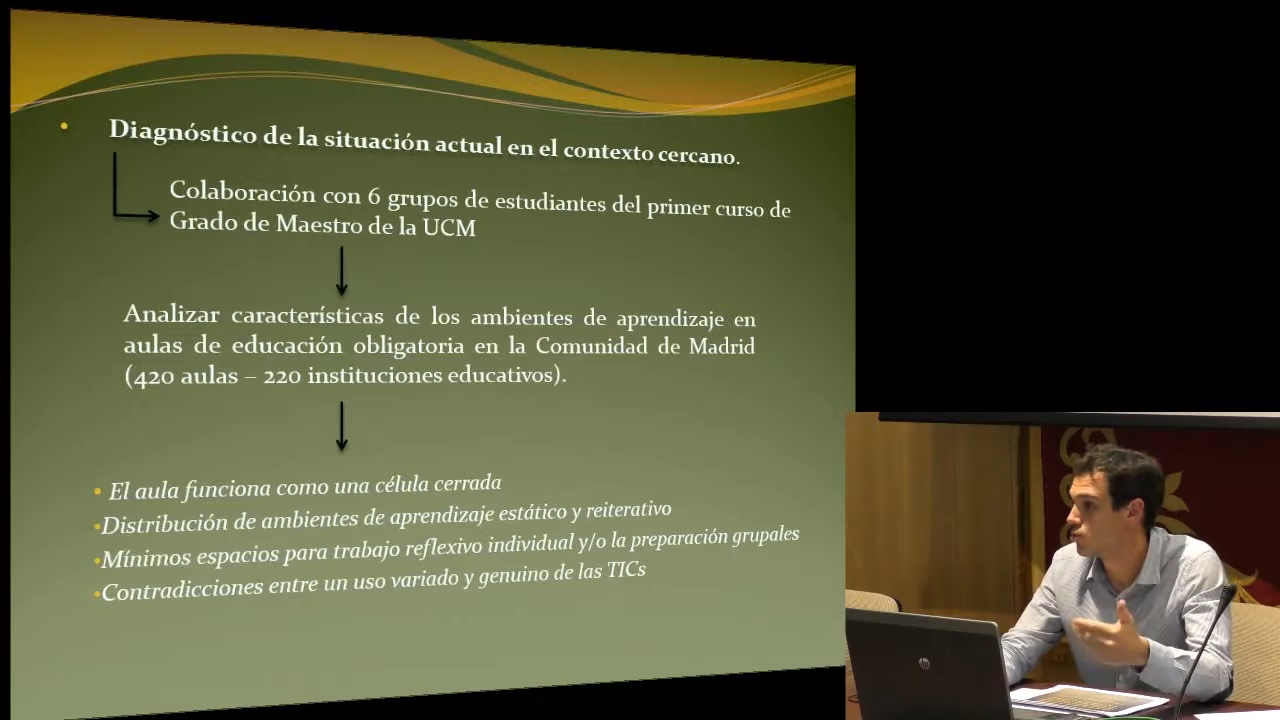 Diagnóstico de la situación actual en el contexto cercano.
Colaboración con 6 grupos de estudiantes del primer curso de
Grado de Maestro de la UCM
Analizar características de los ambientes de aprendizaje en
aulas de educación obligatoria en la Comunidad de Madrid
(420 aulas – 220 instituciones educativos).
• El aula funciona como una célula cerrada
•Distribución de ambientes de aprendizaje estático y reiterativo
•Mínimos espacios para trabajo reflexivo individual y/o la preparación grupales
•Contradicciones entre un uso variado y genuino de las TICs
hp